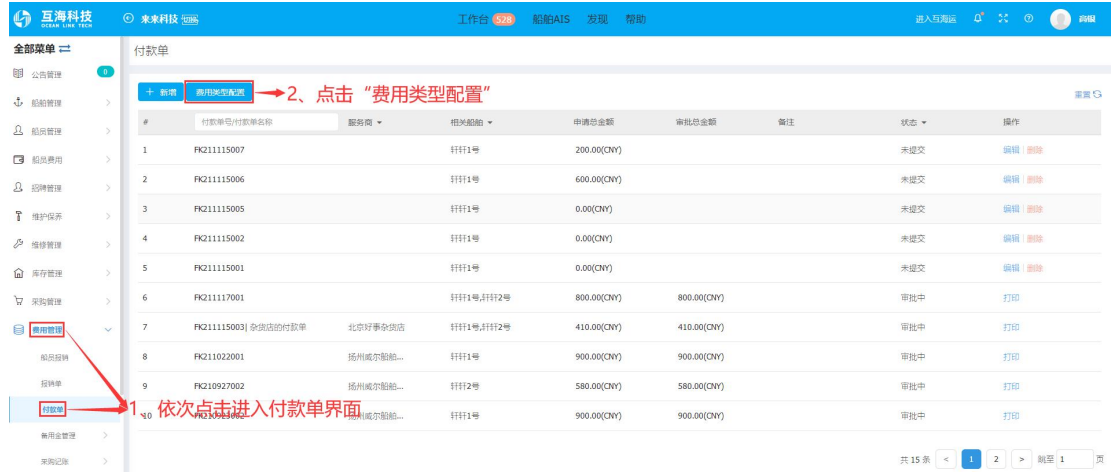 互海科技
OCEAN LINK TECH
来来科技 切换
工作台 528 船舶AIS 发现 帮助
进入互海运
商银
全部菜单
付款单
公告管理 0
船舶管理
船员管理
船员费用
招聘管理
维护保养
维修管理
库存管理
采购管理
费用管理
船员报销
报销单
付款单
备用金管理
采购记账
+ 新增 费用类型配置 2、点击“费用类型配置”
重置
# 付款单号/付款单名称 服务商 相关船舶 申请总金额 审批总金额 备注 状态 操作
1 FK211115007 轩轩1号 200.00(CNY) 未提交 编辑 | 删除
2 FK211115006 轩轩1号 600.00(CNY) 未提交 编辑 | 删除
3 FK211115005 轩轩1号 0.00(CNY) 未提交 编辑 | 删除
4 FK211115002 轩轩1号 0.00(CNY) 未提交 编辑 | 删除
5 FK211115001 轩轩1号 0.00(CNY) 未提交 编辑 | 删除
6 FK211117001 轩轩1号,轩轩2号 800.00(CNY) 800.00(CNY) 审批中 打印
7 FK211115003| 杂货店的付款单 北京好事杂货店 轩轩1号,轩轩2号 410.00(CNY) 410.00(CNY) 审批中 打印
8 FK211022001 扬州威尔船舶... 轩轩1号 900.00(CNY) 900.00(CNY) 审批中 打印
9 FK210927002 扬州威尔船舶... 轩轩2号 580.00(CNY) 580.00(CNY) 审批中 打印
1、依次点击进入付款单界面
10 FK210923002 扬州威尔船舶... 轩轩1号 900.00(CNY) 900.00(CNY) 审批中 打印
共 15 条 < 1 2 > 跳至 1 页